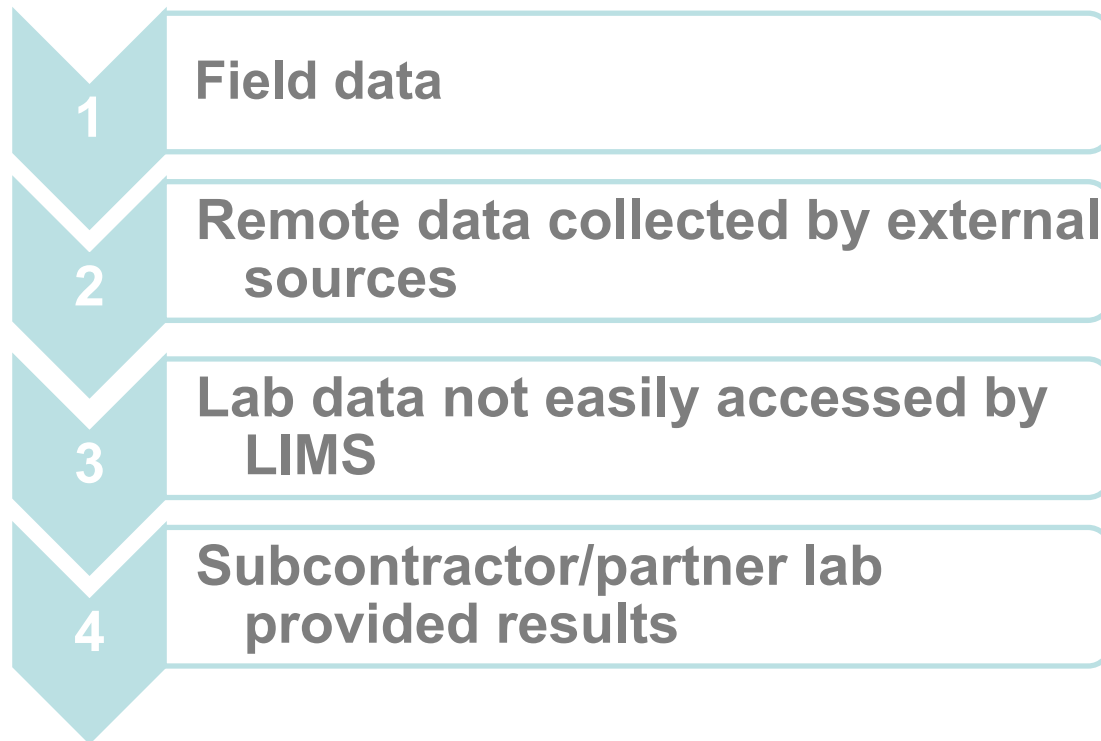 1
Field data
2
Remote data collected by external
sources
3
Lab data not easily accessed by
LIMS
4
Subcontractor/partner lab
provided results